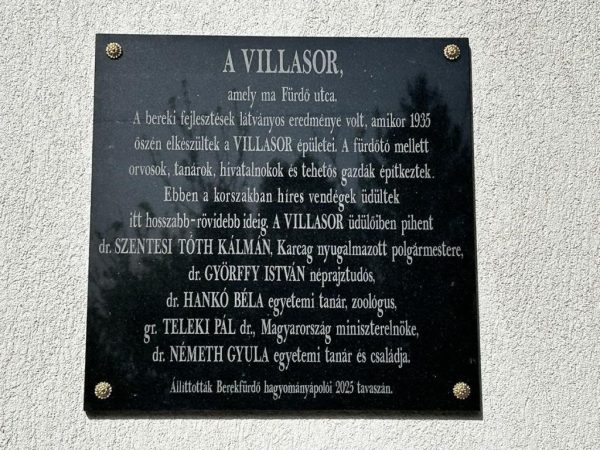 A VILLASOR,
amely ma Fürdő utca.
A bereki fejlesztések látványos eredménye volt, amikor 1935
őszén elkészültek a VILLASOR épületei. A fürdőtó mellett
orvosok, tanárok, hivatalnokok és tehetős gazdák építkeztek.
Ebben a korszakban híres vendégek üdültek
itt hosszabb-rövidebb ideig. A VILLASOR üdülőiben pihent
dr. SZENTESI TÓTH KÁLMÁN, Karcag nyugalmazott polgármestere,
dr. GYÖRFFY ISTVÁN néprajztudós,
dr. HANKÓ BÉLA egyetemi tanár, zoológus,
gr. TELEKI PÁL dr., Magyarország miniszterelnöke,
dr. NÉMETH GYULA egyetemi tanár és családja.
Állíttották Berekfürdő hagyományápolói 2025 tavaszán.